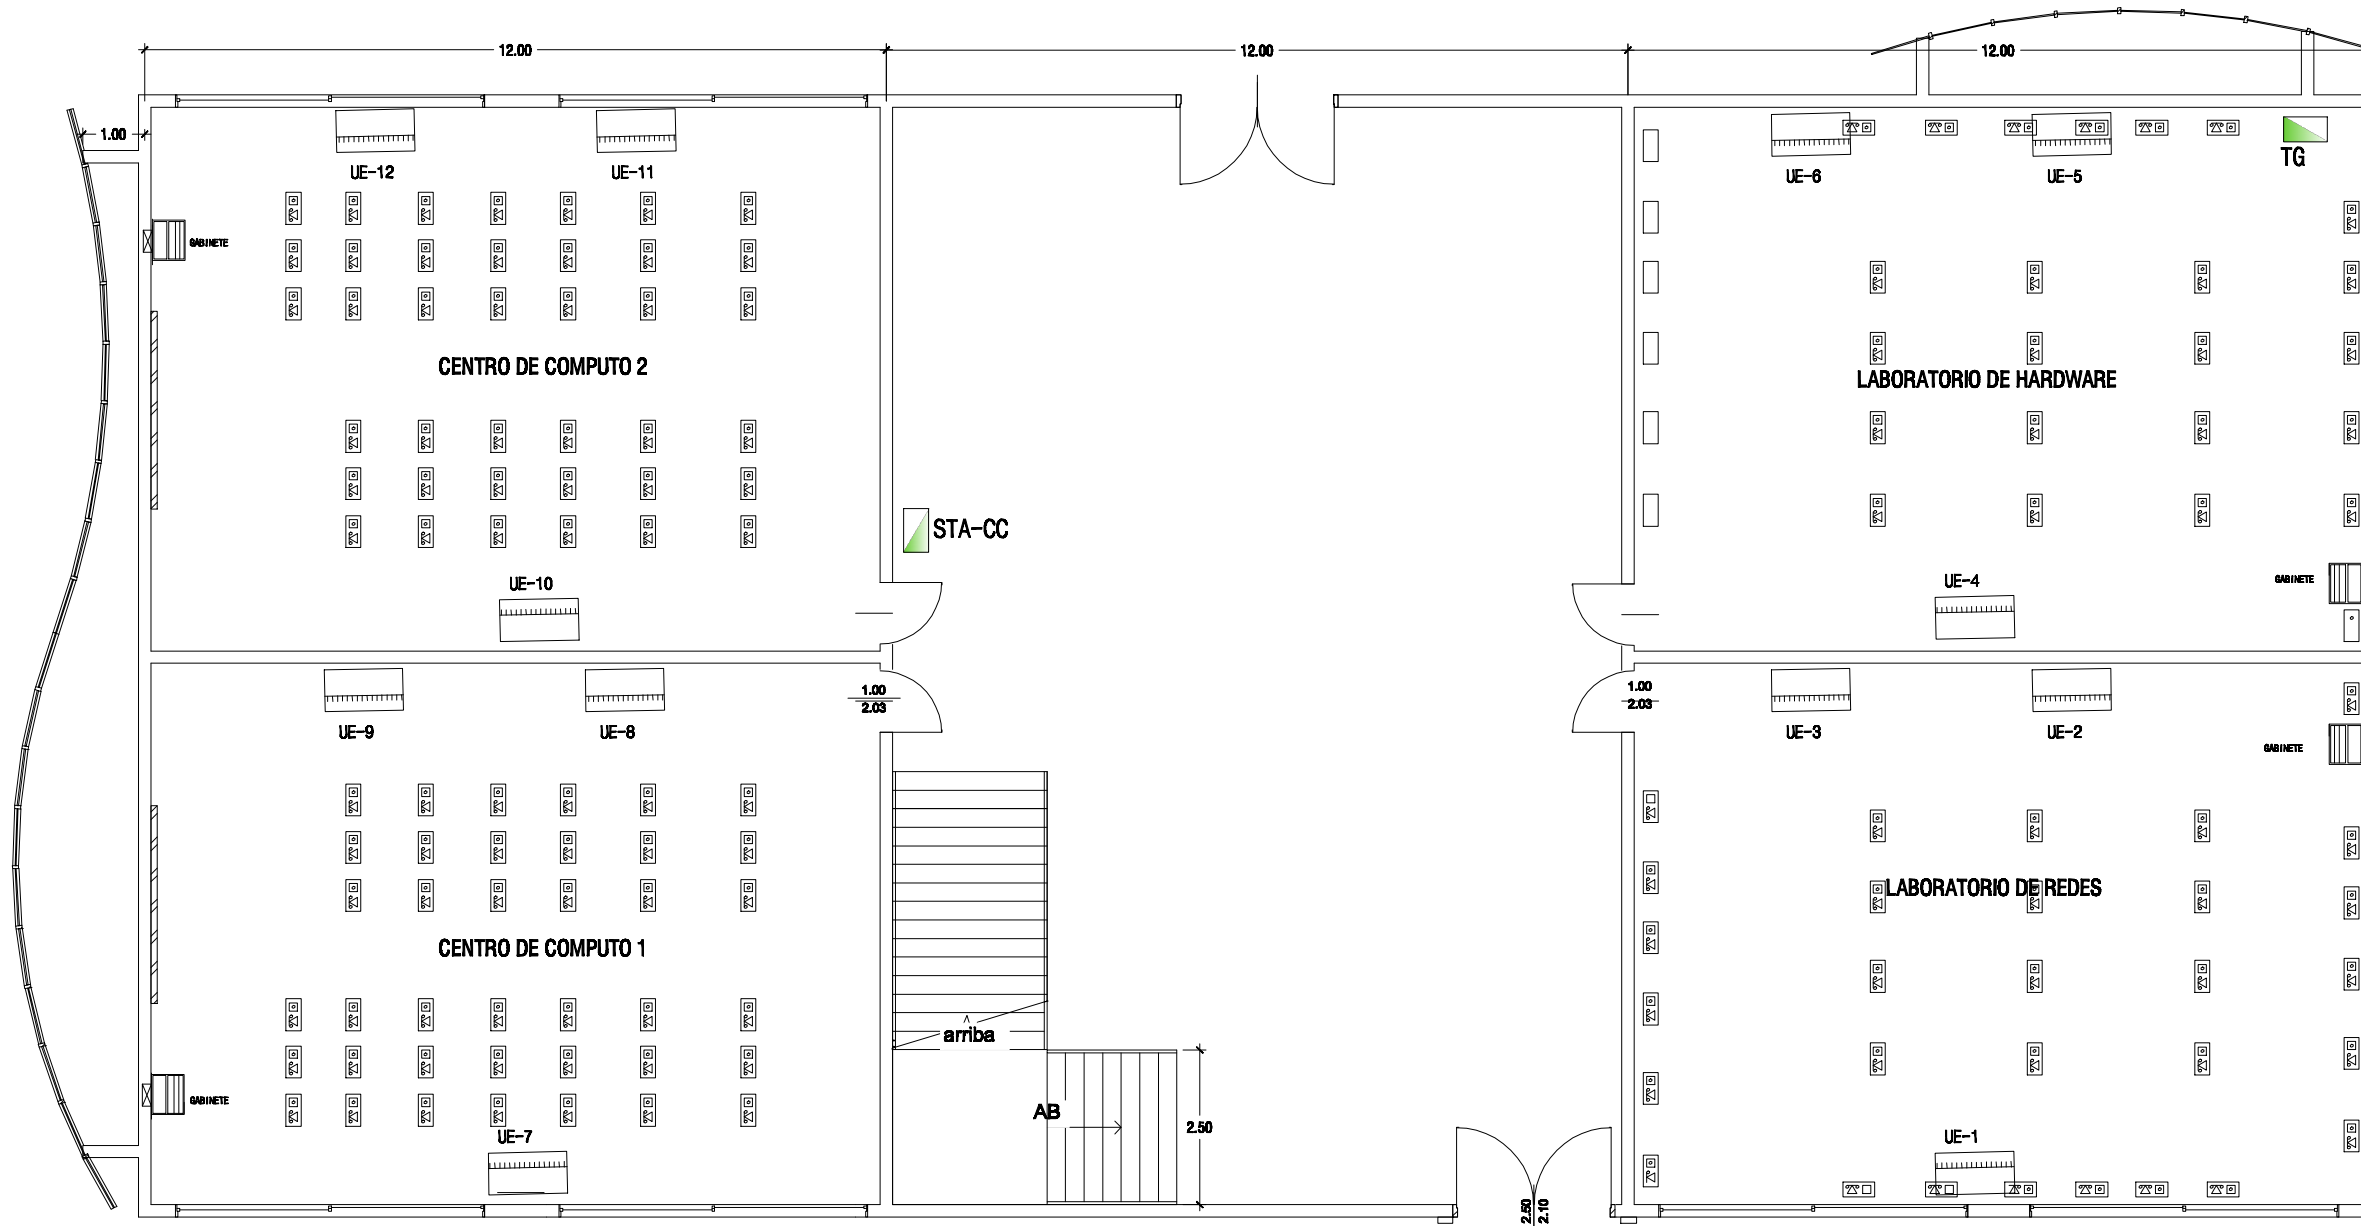 12.00
12.00
12.00
1.00
UE-12
UE-11
UE-6
UE-5
TG
GABINETE
CENTRO DE COMPUTO 2
LABORATORIO DE HARDWARE
STA-CC
UE-10
UE-4
GABINETE
1.00
2.03
1.00
2.03
UE-9
UE-8
UE-3
UE-2
GABINETE
LABORATORIO DE REDES
CENTRO DE COMPUTO 1
arriba
GABINETE
AB
2.50
UE-7
UE-1
2.50
2.10